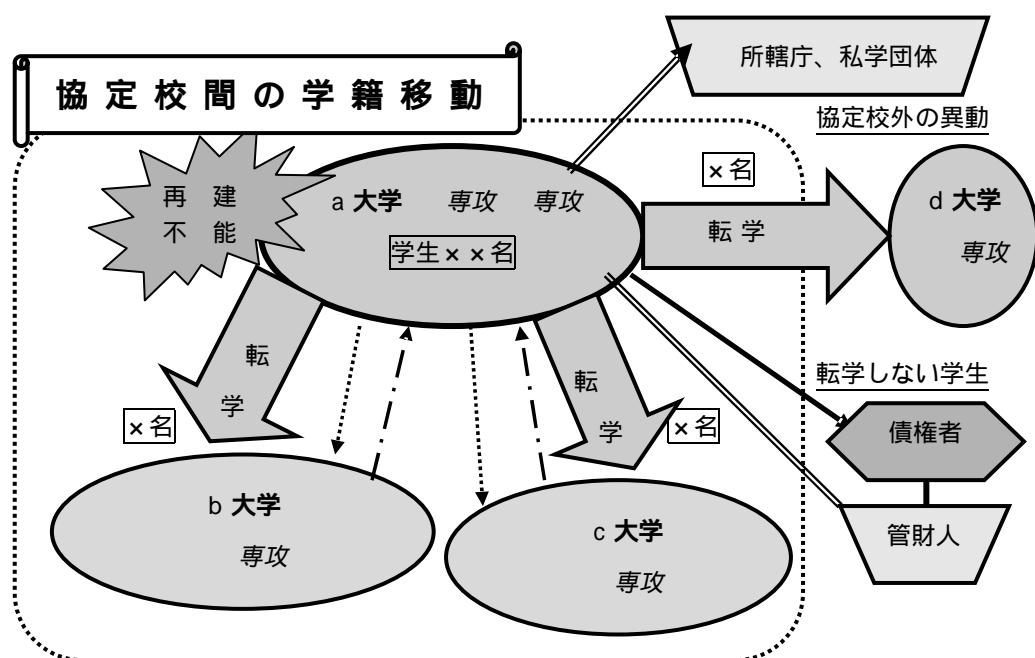 協定校間の学籍移動
所轄庁、私学団体
協定校外の異動
再建
不能
a 大学 専攻 専攻
学生××名
×名
転学
d 大学
専攻
転
学
×名
転
学
×名
転学しない学生
債権者
管財人
b 大学
専攻
c 大学
専攻